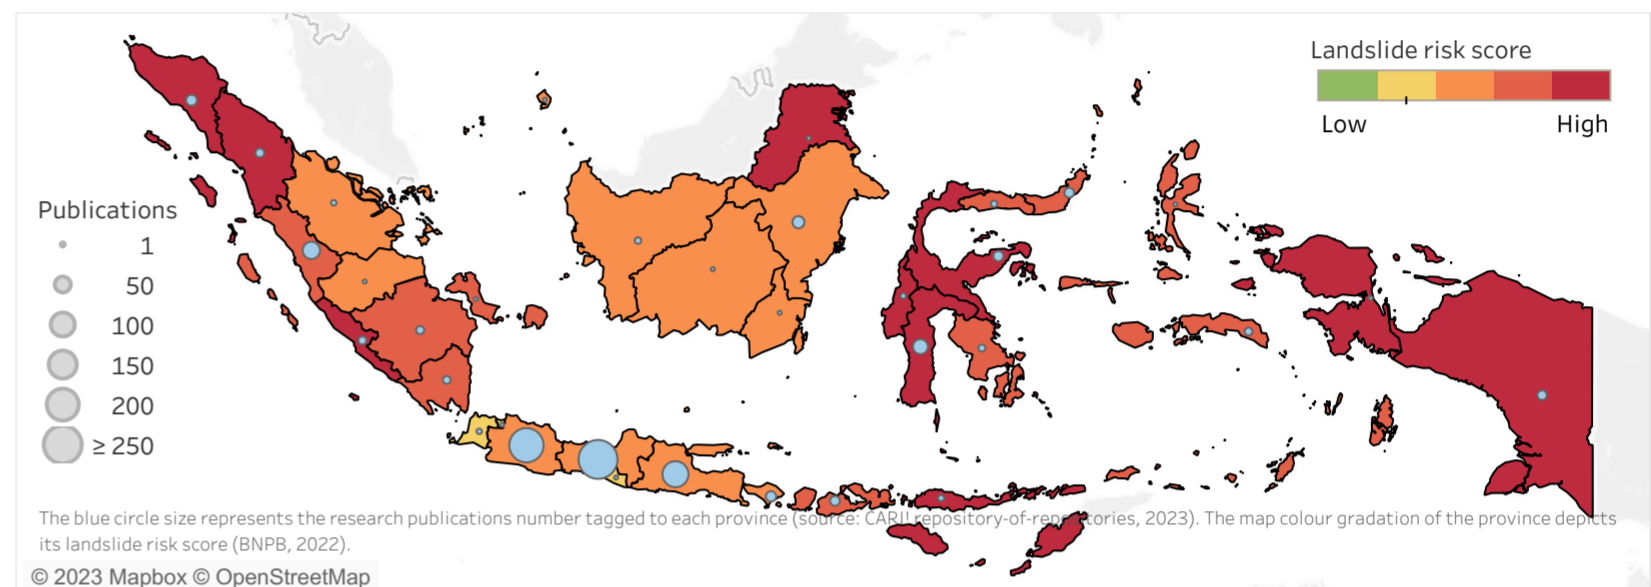 Landslide risk score
Low High
Publications
1
50
100
150
200
≥ 250
The blue circle size represents the research publications number tagged to each province (source: CARI! repository-of-repositories, 2023). The map colour gradation of the province depicts
its landslide risk score (BNPB, 2022).
© 2023 Mapbox © OpenStreetMap